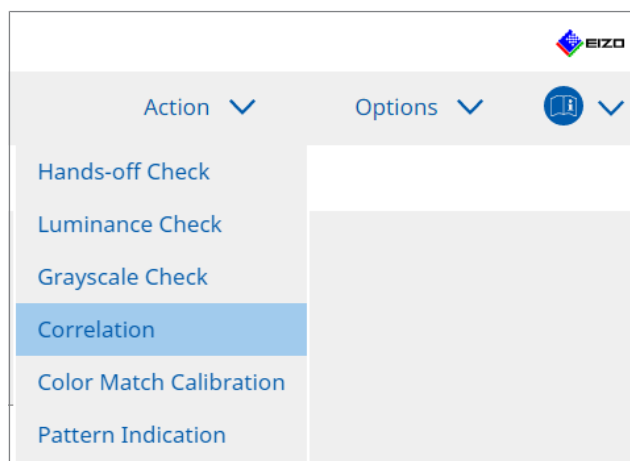 EIZO
Action
Options
Hands-off Check
Luminance Check
Grayscale Check
Correlation
Color Match Calibration
Pattern Indication